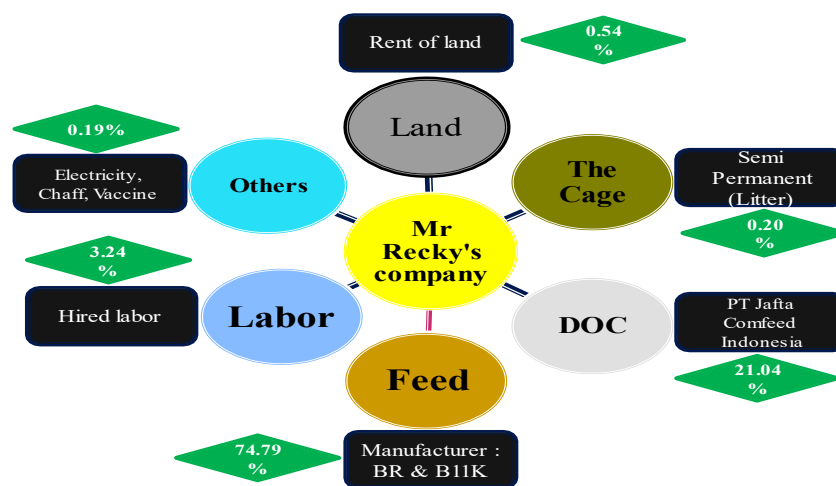 Rent of land
0.54
%
Land
0.19%
Electricity,
Chaff, Vaccine
Others
The
Cage
Semi
Permanent
(Litter)
0.20
%
Mr
Recky's
company
3.24
%
Hired labor
Labor
DOC
PT Jafta
Comfeed
Indonesia
21.04
%
Feed
74.79
%
Manufacturer :
BR & B11K